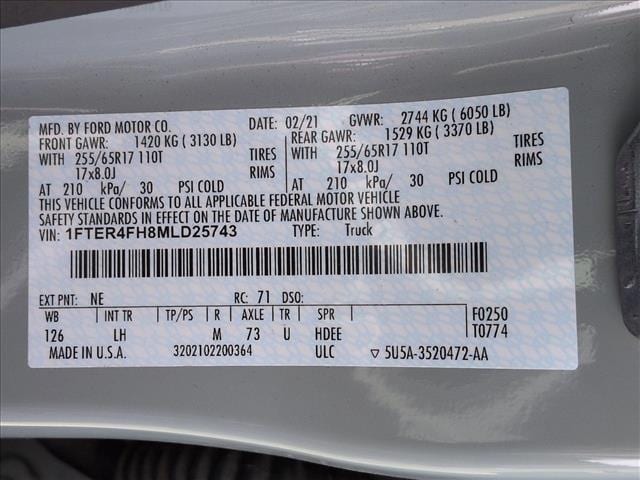 MFD. BY FORD MOTOR CO. DATE: 02/21 GVWR: 2744 KG ( 6050 LB)
FRONT GAWR: 1420 KG ( 3130 LB) REAR GAWR: 1529 KG ( 3370 LB)
WITH 255/65R17 110T TIRES WITH 255/65R17 110T TIRES
17x8.0J RIMS 17x8.0J RIMS
AT 210 kPa/ 30 PSI COLD AT 210 kPa/ 30 PSI COLD
THIS VEHICLE CONFORMS TO ALL APPLICABLE FEDERAL MOTOR VEHICLE
SAFETY STANDARDS IN EFFECT ON THE DATE OF MANUFACTURE SHOWN ABOVE.
VIN: 1FTER4FH8MLD25743 TYPE: Truck
EXT PNT: NE RC: 71 DSO:
WB INT TR TP/PS R AXLE TR SPR F0250
126 LH M 73 U HDEE T0774
MADE IN U.S.A. 3202102200364 ULC ▽ 5U5A-3520472-AA